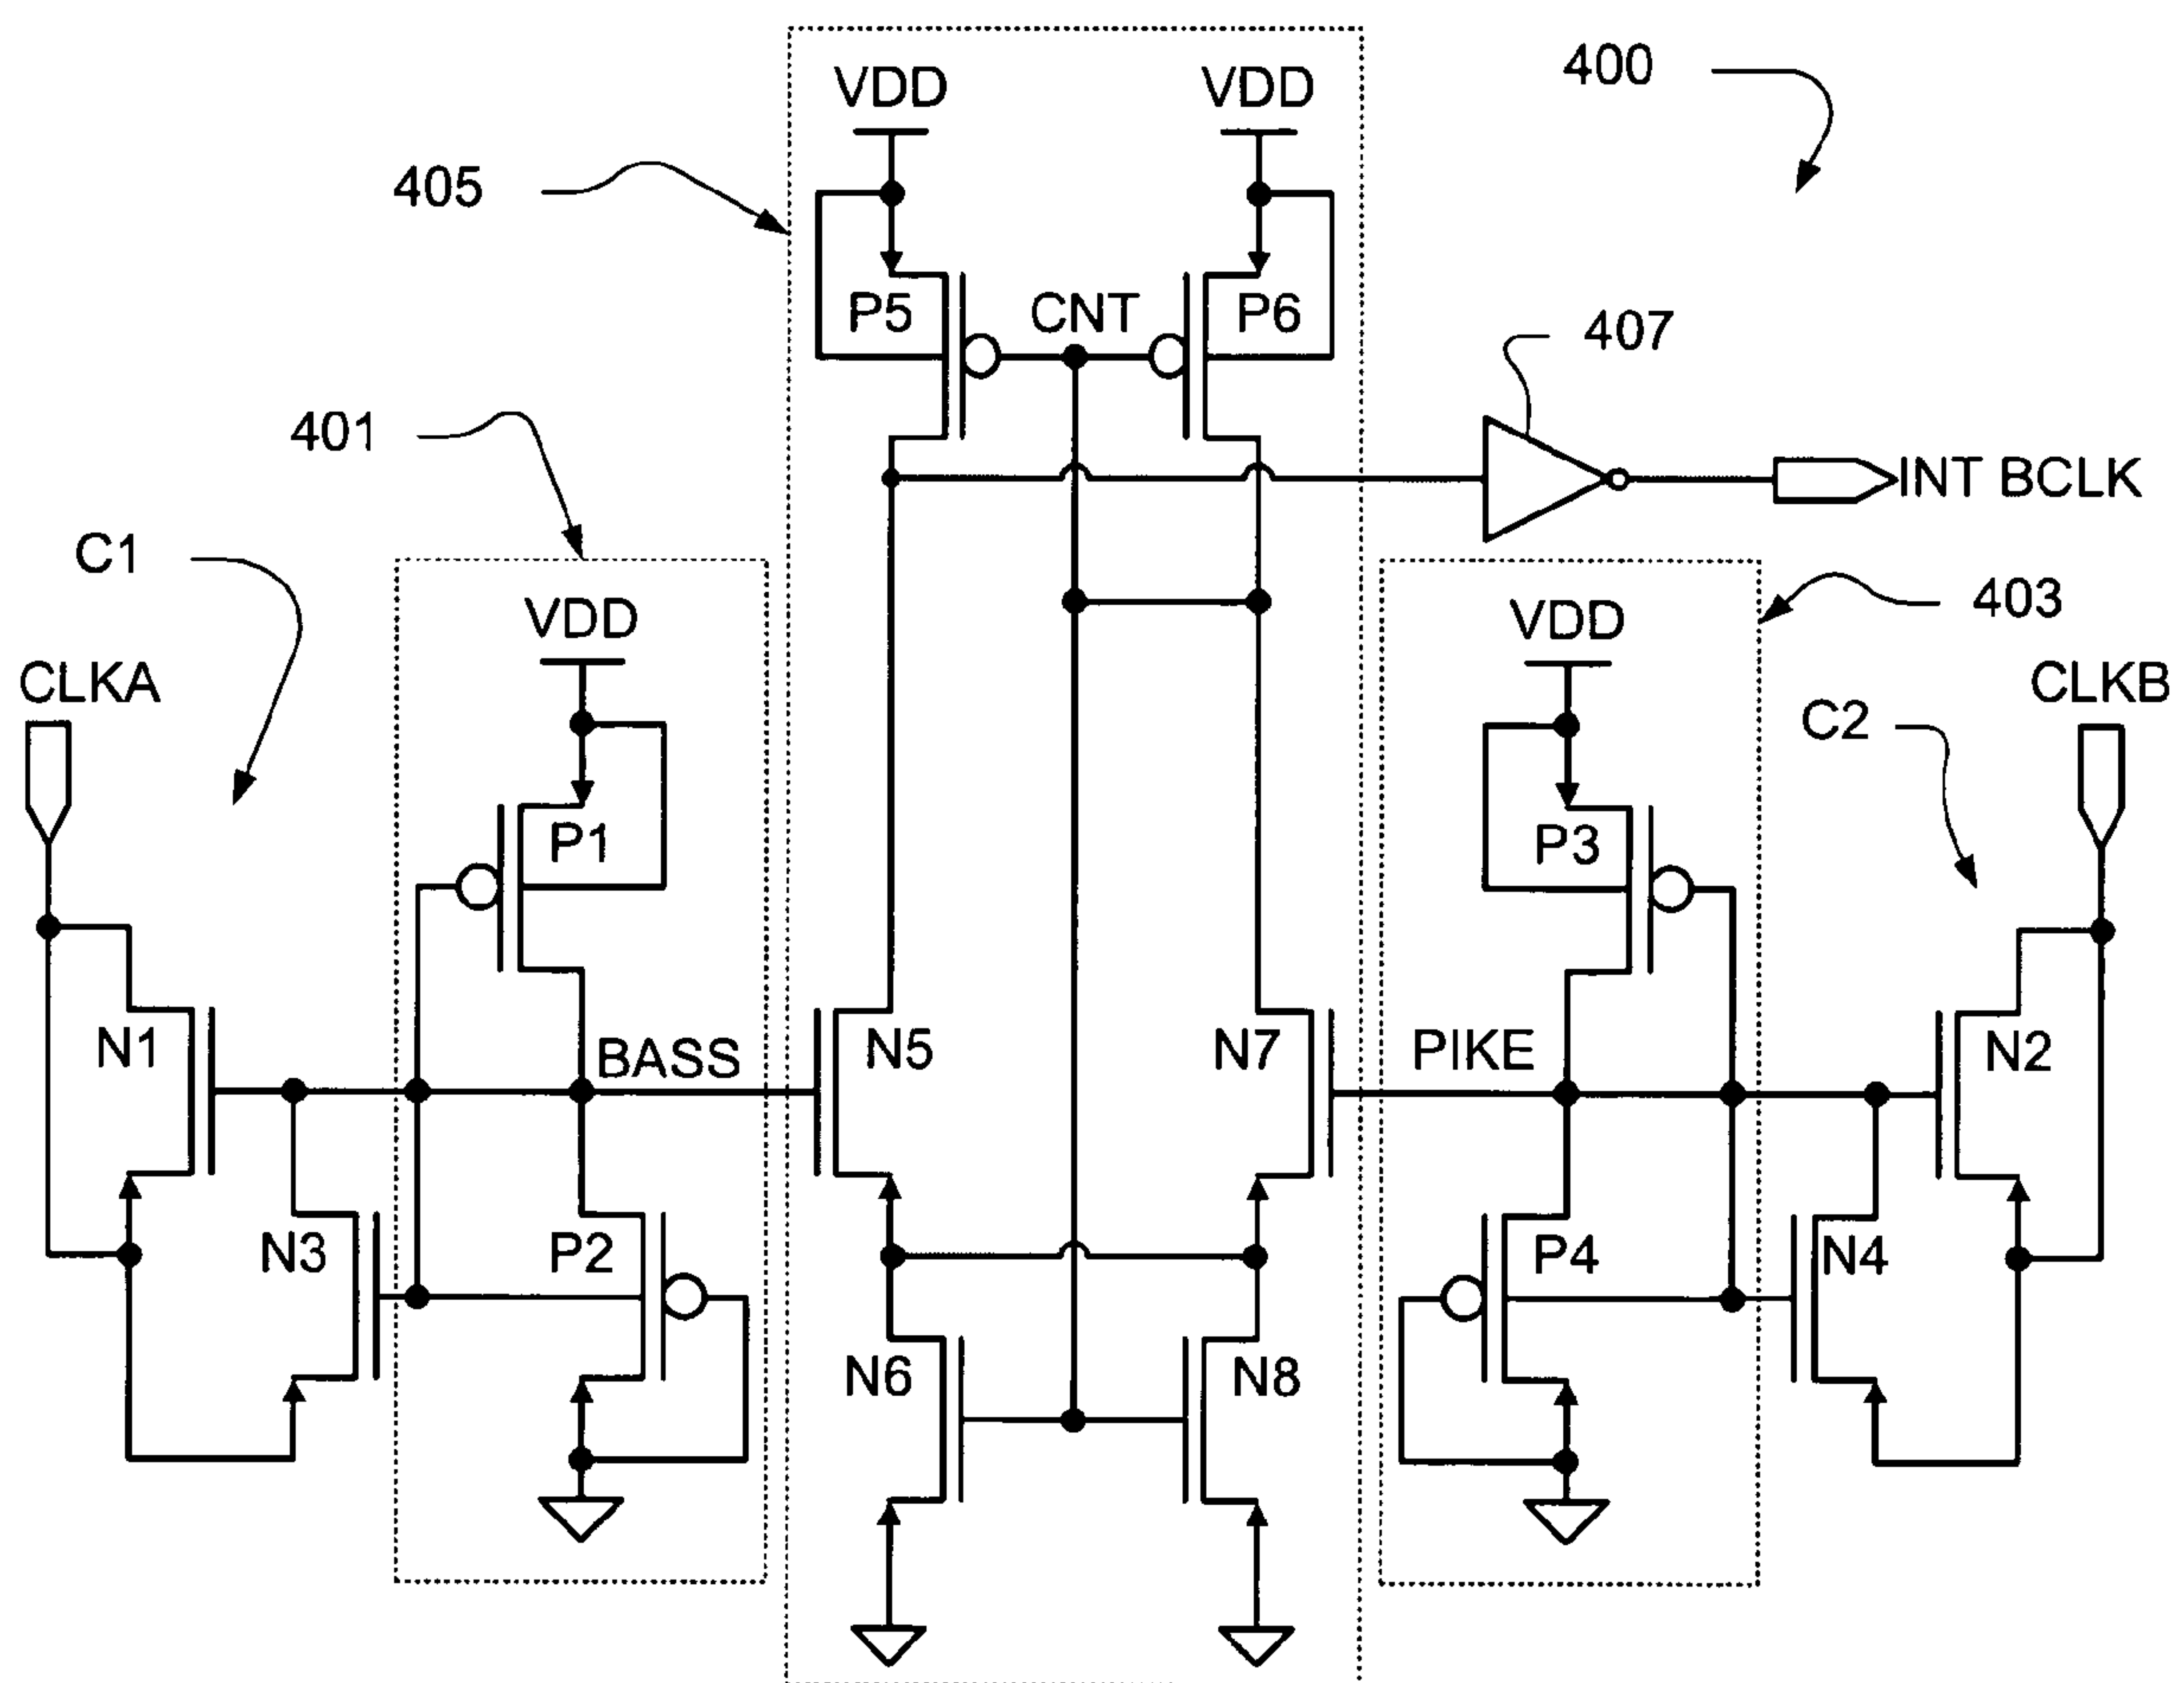 400
VDD
VDD
405
P5
CNT
P6
407
401
INT BCLK
C1
403
VDD
VDD
CLKA
CLKB
C2
P1
P3
N1
BASS
N5
N7
PIKE
N2
N3
P2
P4
N4
N6
N8